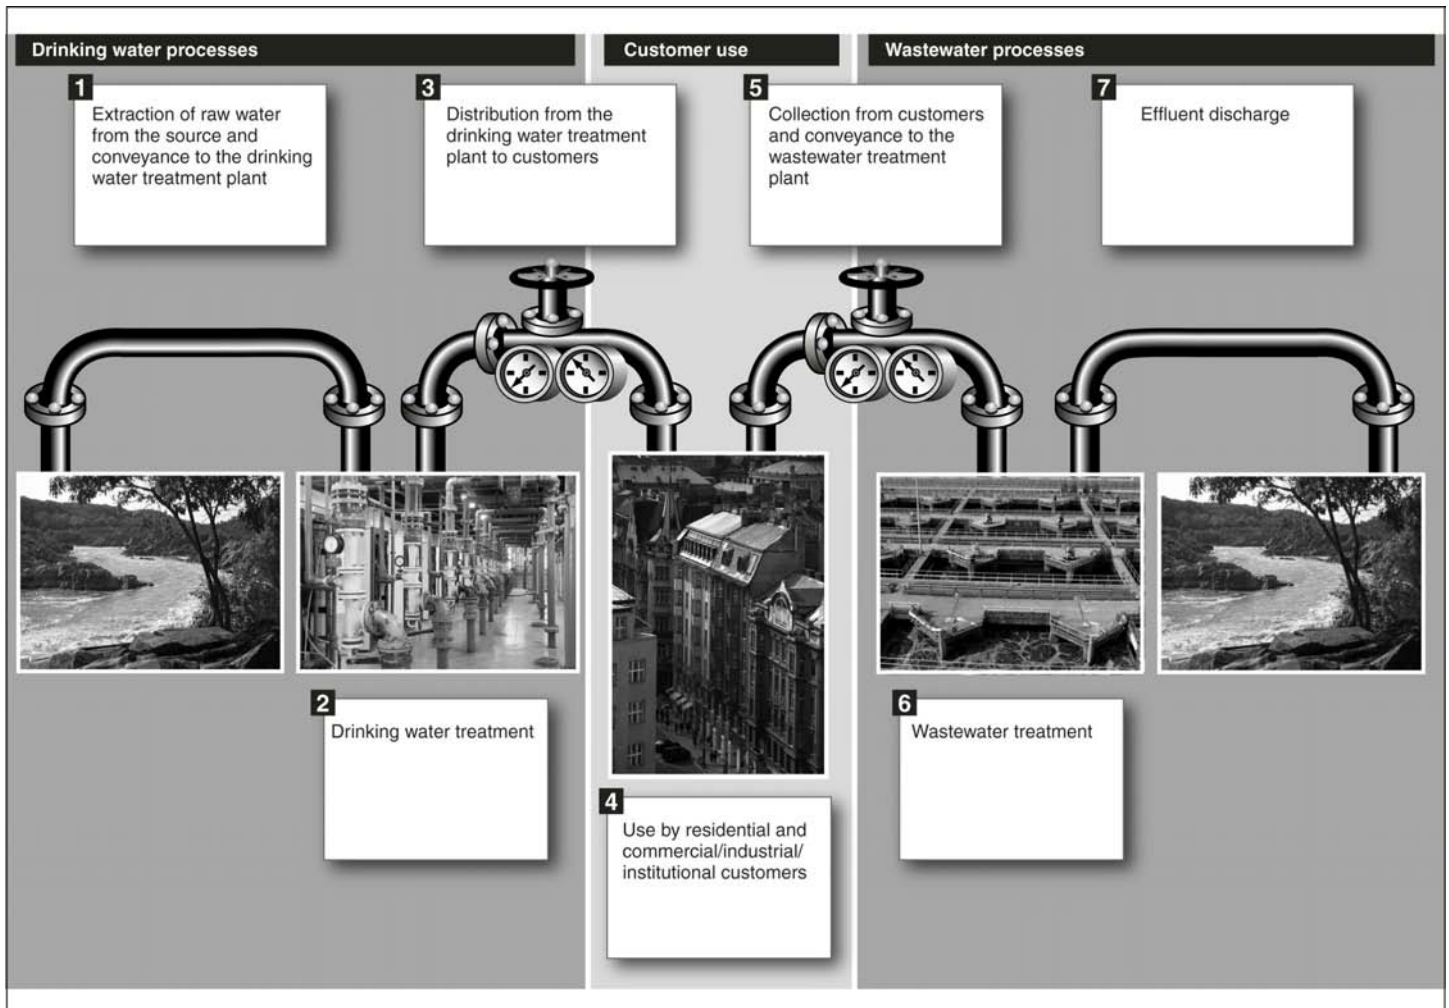 Drinking water processes
Customer use
Wastewater processes
1
Extraction of raw water
from the source and
conveyance to the drinking
water treatment plant
3
Distribution from the
drinking water treatment
plant to customers
5
Collection from customers
and conveyance to the
wastewater treatment
plant
7
Effluent discharge
2
Drinking water treatment
4
Use by residential and
commercial/industrial/
institutional customers
6
Wastewater treatment